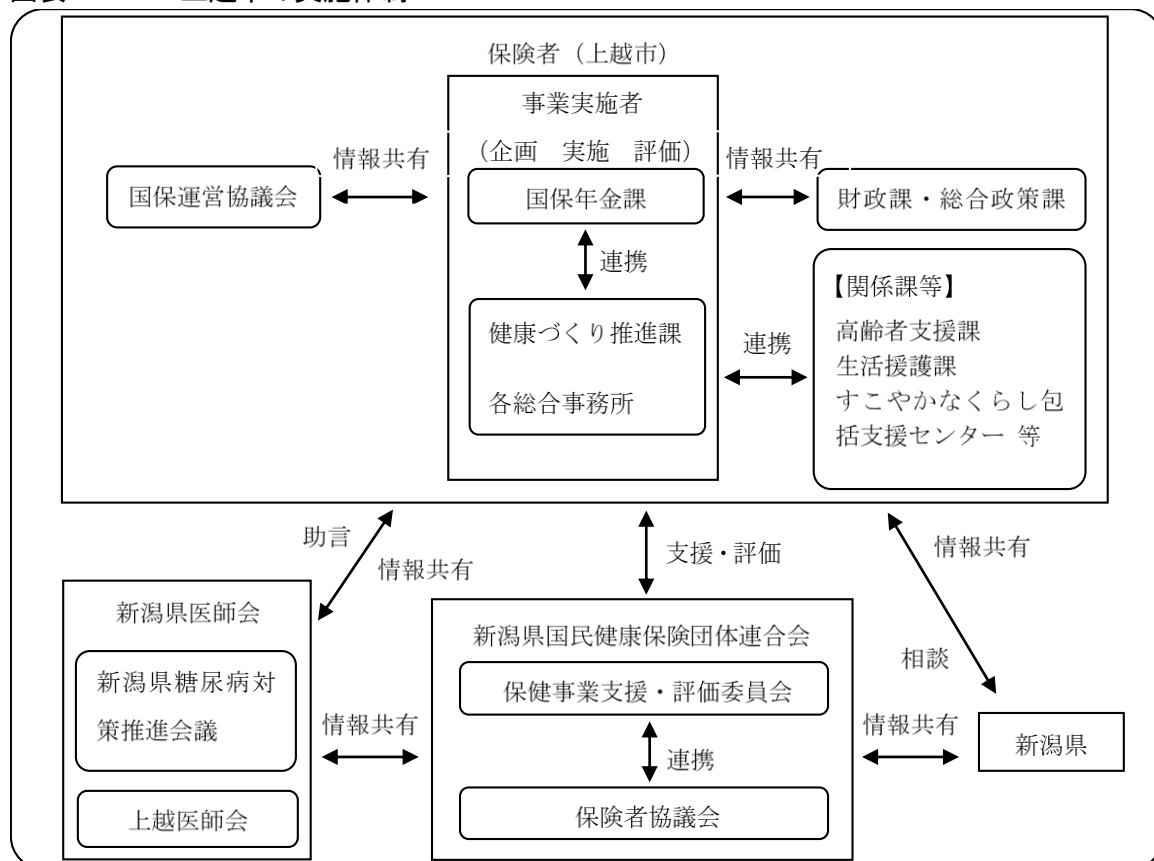 保険者（上越市）
事業実施者
（企画　実施　評価）
情報共有
情報共有
国保運営協議会
国保年金課
財政課・総合政策課
連携
健康づくり推進課
各総合事務所
連携
【関係課等】
高齢者支援課
生活援護課
すこやかなくらし包
括支援センター 等
助言
情報共有
支援・評価
情報共有
相談
新潟県医師会
新潟県糖尿病対
策推進会議
上越医師会
情報共有
新潟県国民健康保険団体連合会
保健事業支援・評価委員会
連携
保険者協議会
情報共有
新潟県